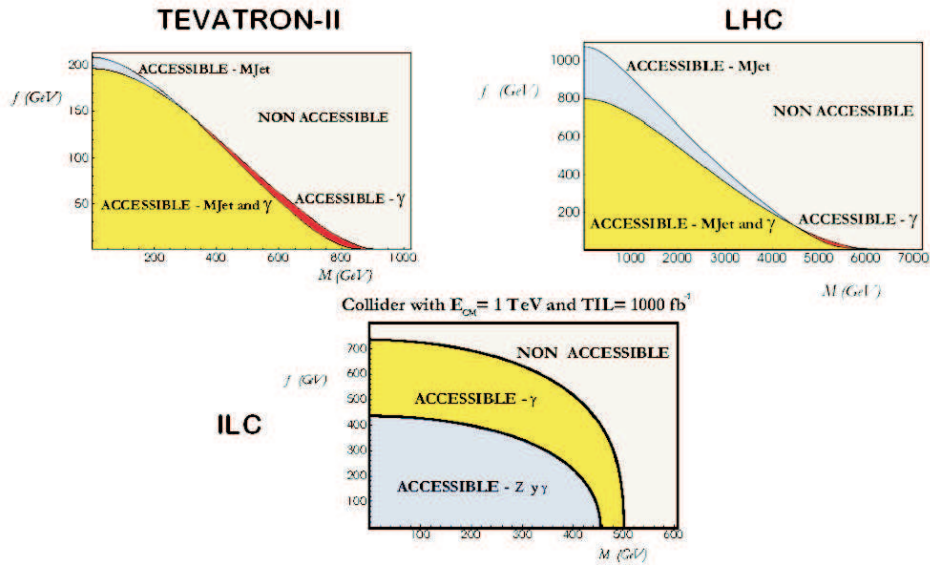 TEVATRON-II
200
150
100
50
f (GeV)
ACCESSIBLE - MJet
NON ACCESSIBLE
ACCESSIBLE - MJet and γ
ACCESSIBLE - γ
200 400 600 800 1000
M (GeV)
LHC
1000
800
600
400
200
f (GeV)
ACCESSIBLE - MJet
NON ACCESSIBLE
ACCESSIBLE - MJet and γ
ACCESSIBLE - γ
1000 2000 3000 4000 5000 6000 7000
M (GeV)
Collider with E_CM= 1 TeV and TIL= 1000 fb⁻¹
ILC
700
600
500
400
300
200
100
f (GV)
NON ACCESSIBLE
ACCESSIBLE - γ
ACCESSIBLE - Z y γ
100 200 300 400 500 600
M (GeV)